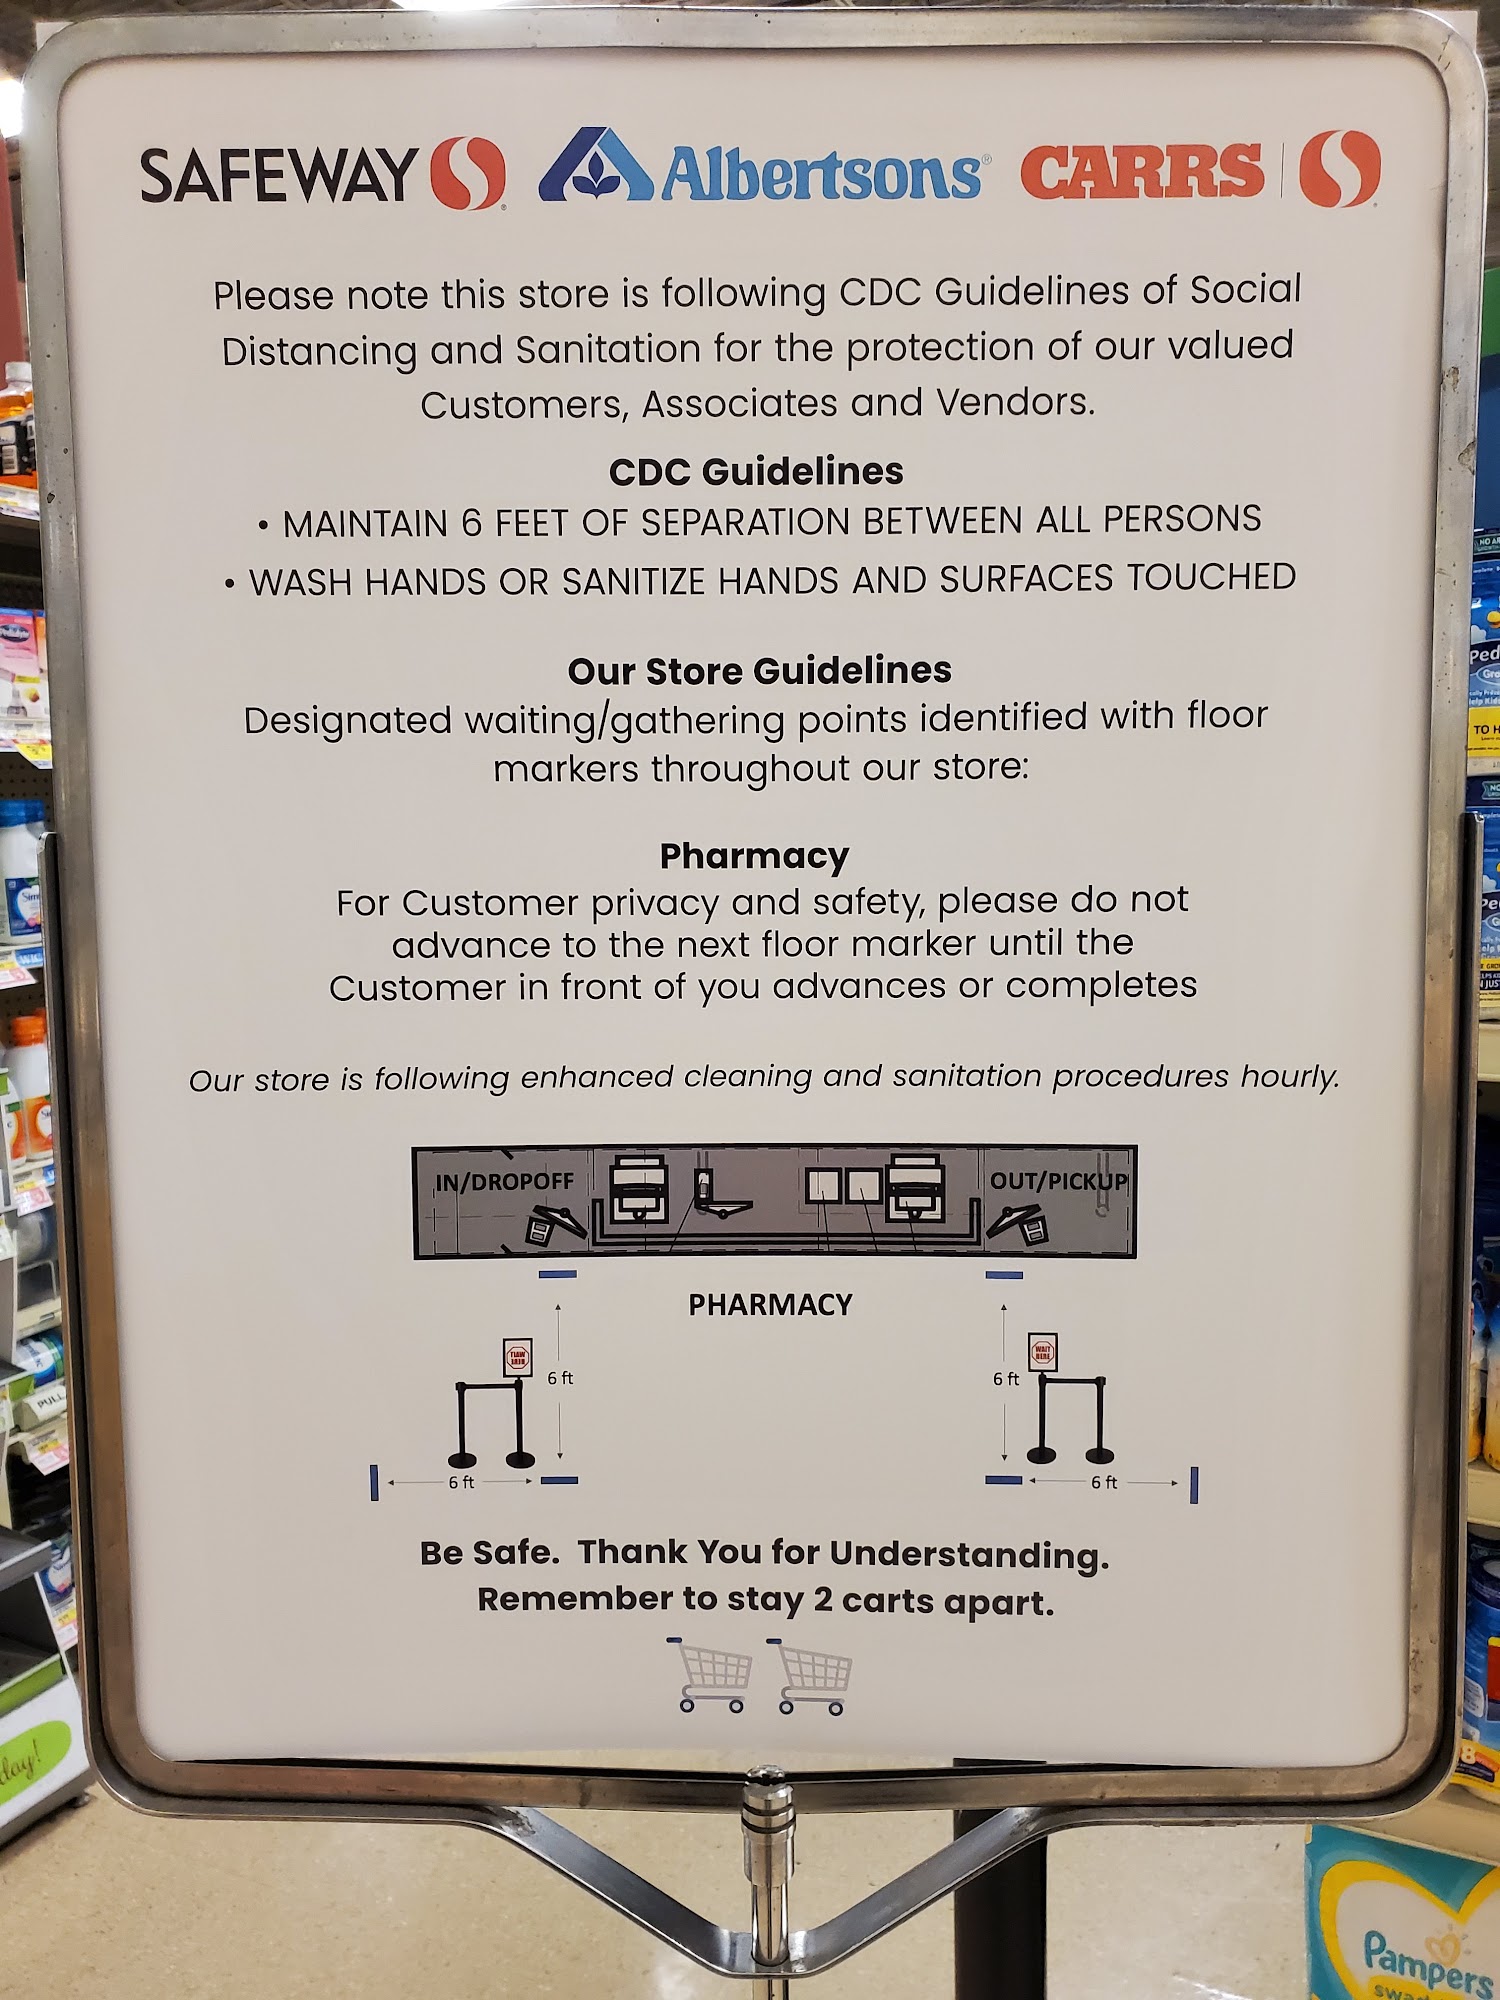 SAFEWAY
Albertsons®
CARRS
Please note this store is following CDC Guidelines of Social
Distancing and Sanitation for the protection of our valued
Customers, Associates and Vendors.
CDC Guidelines
• MAINTAIN 6 FEET OF SEPARATION BETWEEN ALL PERSONS
• WASH HANDS OR SANITIZE HANDS AND SURFACES TOUCHED
Our Store Guidelines
Designated waiting/gathering points identified with floor
markers throughout our store:
Pharmacy
For Customer privacy and safety, please do not
advance to the next floor marker until the
Customer in front of you advances or completes
Our store is following enhanced cleaning and sanitation procedures hourly.
IN/DROPOFF
OUT/PICKUP
PHARMACY
WAIT
HERE
WAIT
HERE
6 ft
6 ft
6 ft
6 ft
Be Safe.  Thank You for Understanding.
Remember to stay 2 carts apart.
PULL
Pampers